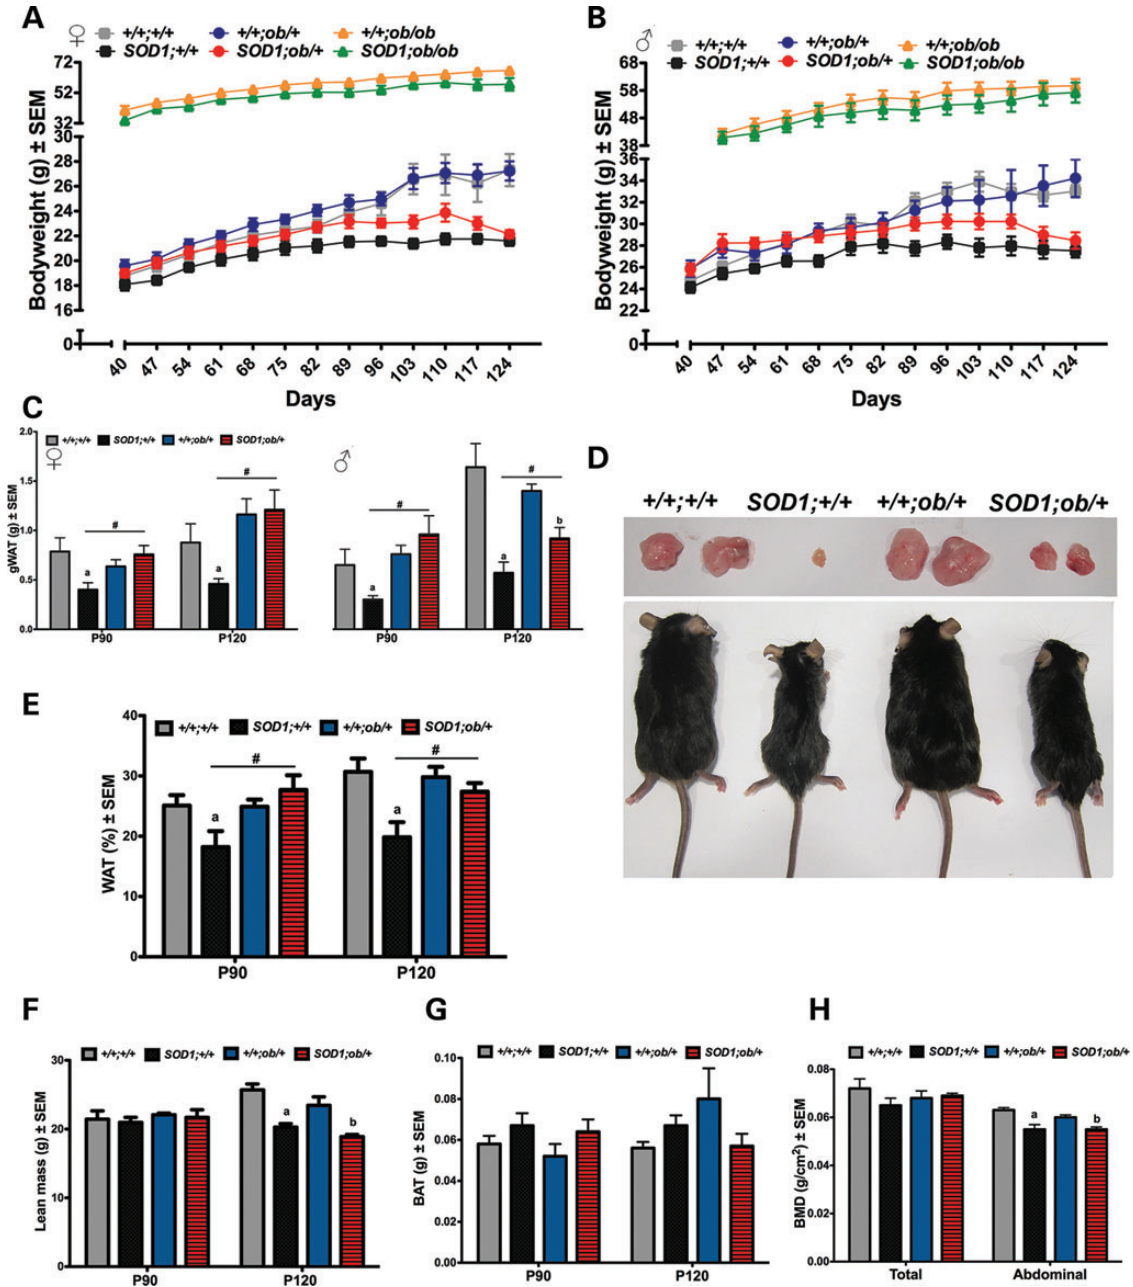 A
♀ +/+;+/+ +/+;ob/+ +/+;ob/ob
SOD1;+/+ SOD1;ob/+ SOD1;ob/ob
Bodyweight (g) ± SEM
72
52
32
30
28
26
24
22
20
18
16
0
40 47 54 61 68 75 82 89 96 103 110 117 124
Days
B
♂ +/+;+/+ +/+;ob/+ +/+;ob/ob
SOD1;+/+ SOD1;ob/+ SOD1;ob/ob
Bodyweight (g) ± SEM
68
58
48
38
36
34
32
30
28
26
24
22
0
40 47 54 61 68 75 82 89 96 103 110 117 124
Days
C
+/+;+/+ SOD1;+/+ +/+;ob/+ SOD1;ob/+
♀
gWAT (g) ± SEM
2.0
1.5
1.0
0.5
0.0
# #
a a
P90 P120
♂
# #
a a b
P90 P120
D
+/+;+/+ SOD1;+/+ +/+;ob/+ SOD1;ob/+
E
+/+;+/+ SOD1;+/+ +/+;ob/+ SOD1;ob/+
WAT (%) ± SEM
40
30
20
10
0
# #
a a
P90 P120
F
+/+;+/+ SOD1;+/+ +/+;ob/+ SOD1;ob/+
Lean mass (g) ± SEM
30
20
10
0
a b
P90 P120
G
+/+;+/+ SOD1;+/+ +/+;ob/+ SOD1;ob/+
BAT (g) ± SEM
0.10
0.08
0.06
0.04
0.02
0.00
P90 P120
H
+/+;+/+ SOD1;+/+ +/+;ob/+ SOD1;ob/+
BMD (g/cm²) ± SEM
0.08
0.06
0.04
0.02
0.00
a b
Total Abdominal